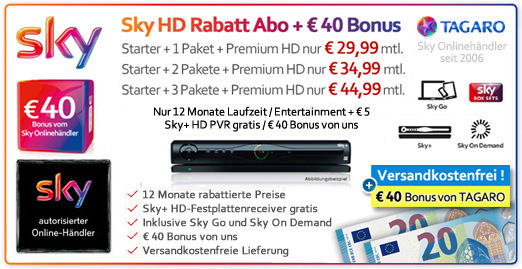 sky
Sky HD Rabatt Abo + € 40 Bonus
TAGARO
Sky Onlinehändler
seit 2006
Starter + 1 Paket + Premium HD nur € 29,99 mtl.
Starter + 2 Pakete + Premium HD nur € 34,99 mtl.
Starter + 3 Pakete + Premium HD nur € 44,99 mtl.
€40
Bonus vom
Sky Onlinehändler
Sky Go
sky
BOX SETS
Nur 12 Monate Laufzeit / Entertainment + € 5
Sky+ HD PVR gratis / € 40 Bonus von uns
Sky+
Sky On Demand
sky
autorisierter
Online-Händler
Abbildungsbeispiel
+ Versandkostenfrei !
€ 40 Bonus von TAGARO
12 Monate rabattierte Preise
Sky+ HD-Festplattenreceiver gratis
Inklusive Sky Go und Sky On Demand
€ 40 Bonus von uns
Versandkostenfreie Lieferung
20
20